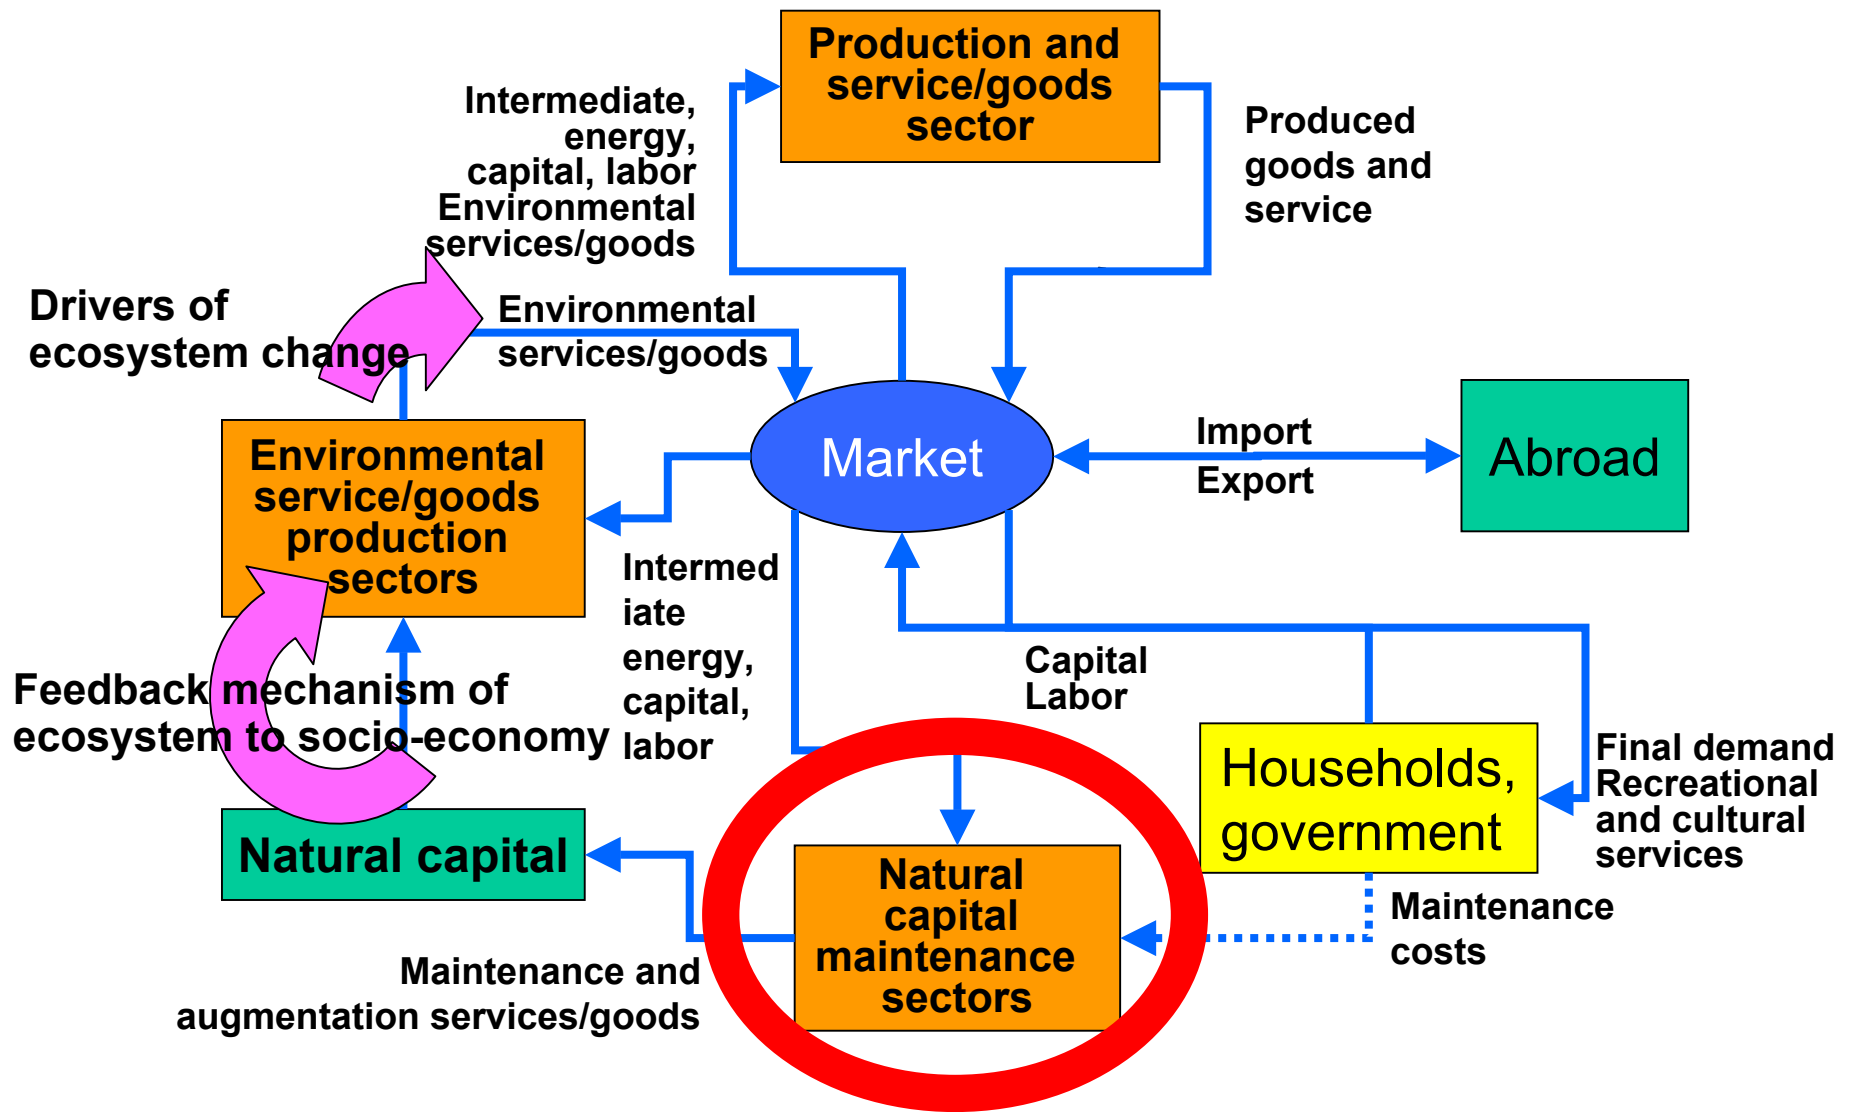 Production and
service/goods
sector
Intermediate,
energy,
capital, labor
Environmental
services/goods
Produced
goods and
service
Drivers of
ecosystem change
Environmental
services/goods
Market
Import
Export
Abroad
Environmental
service/goods
production
sectors
Intermed
iate
energy,
capital,
labor
Capital
Labor
Feedback mechanism of
ecosystem to socio-economy
Households,
government
Final demand
Recreational
and cultural
services
Natural capital
Natural
capital
maintenance
sectors
Maintenance
costs
Maintenance and
augmentation services/goods